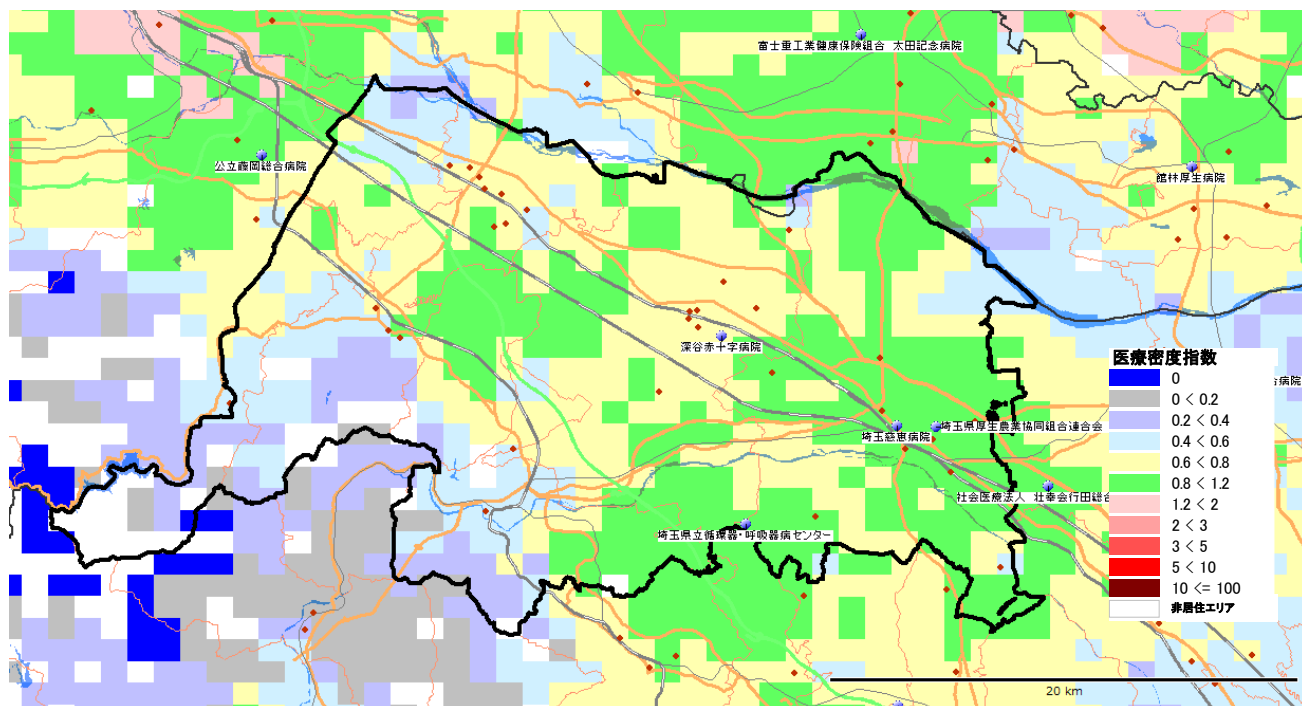 富士重工業健康保険組合 太田記念病院
公立藤岡総合病院
館林厚生病院
深谷赤十字病院
医療密度指数
0
0 < 0.2
0.2 < 0.4
0.4 < 0.6
0.6 < 0.8
0.8 < 1.2
1.2 < 2
2 < 3
3 < 5
5 < 10
10 <= 100
非居住エリア
合病院
埼玉慈恵病院
埼玉県厚生農業協同組合連合会
社会医療法人 壮幸会行田総合
埼玉県立循環器・呼吸器病センター
20 km